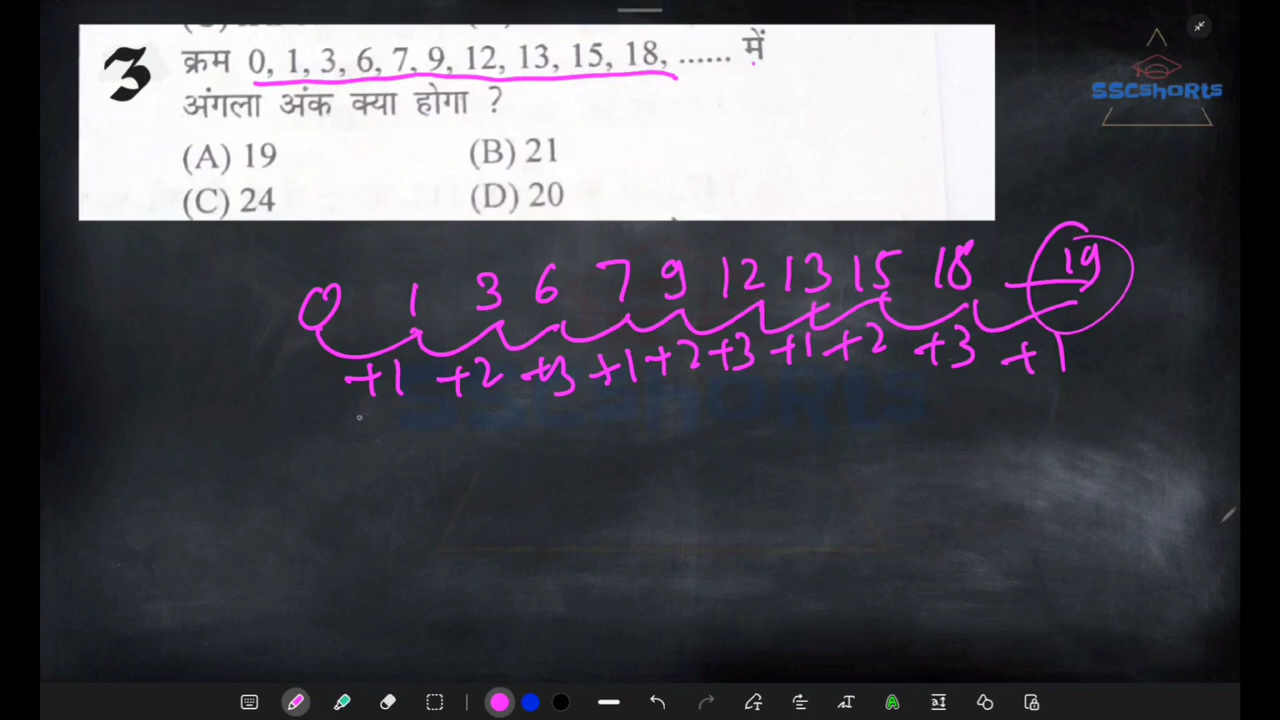 3
क्रम 0, 1, 3, 6, 7, 9, 12, 13, 15, 18, ...... में
अंगला अंक क्या होगा ?
(A) 19 (B) 21
(C) 24 (D) 20
SSCshoRts
0 1 3 6 7 9 12 13 15 18 19
+1 +2 +3 +1 +2 +3 +1 +2 +3 +1
SSCshoRts